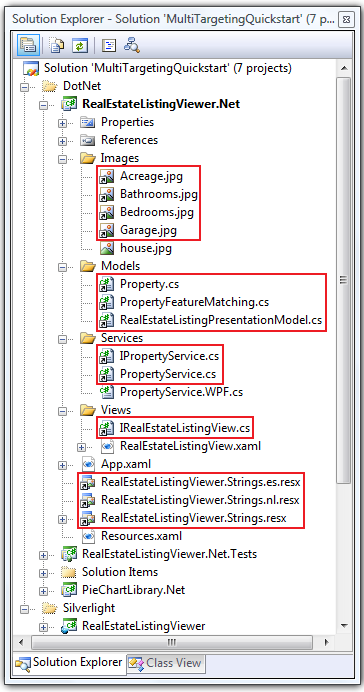 Solution Explorer - Solution 'MultiTargetingQuickstart' (7 p...
Solution 'MultiTargetingQuickstart' (7 projects)
DotNet
RealEstateListingViewer.Net
Properties
References
Images
Acreage.jpg
Bathrooms.jpg
Bedrooms.jpg
Garage.jpg
house.jpg
Models
Property.cs
PropertyFeatureMatching.cs
RealEstateListingPresentationModel.cs
Services
IPropertyService.cs
PropertyService.cs
PropertyService.WPF.cs
Views
IRealEstateListingView.cs
RealEstateListingView.xaml
App.xaml
RealEstateListingViewer.Strings.es.resx
RealEstateListingViewer.Strings.nl.resx
RealEstateListingViewer.Strings.resx
Resources.xaml
RealEstateListingViewer.Net.Tests
Solution Items
PieChartLibrary.Net
Silverlight
RealEstateListingViewer
Solution Explorer Class View